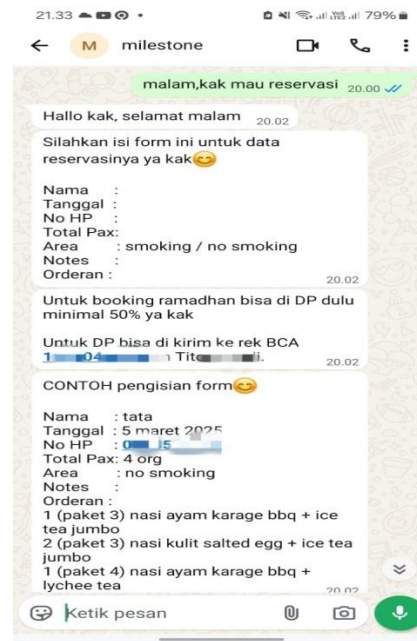 21.33
79%
M milestone
malam,kak mau reservasi 20.00
Hallo kak, selamat malam 20.02
Silahkan isi form ini untuk data
reservasinya ya kak😊
Nama :
Tanggal :
No HP :
Total Pax:
Area : smoking / no smoking
Notes :
Orderan :
20.02
Untuk booking ramadhan bisa di DP dulu
minimal 50% ya kak
Untuk DP bisa di kirim ke rek BCA
20.02
CONTOH pengisian form😊
Nama : tata
Tanggal : 5 maret 2025
No HP :
Total Pax: 4 org
Area : no smoking
Notes :
Orderan :
1 (paket 3) nasi ayam karage bbq + ice
tea jumbo
2 (paket 3) nasi kulit salted egg + ice tea
jumbo
1 (paket 4) nasi ayam karage bbq +
lychee tea
20.02
Ketik pesan